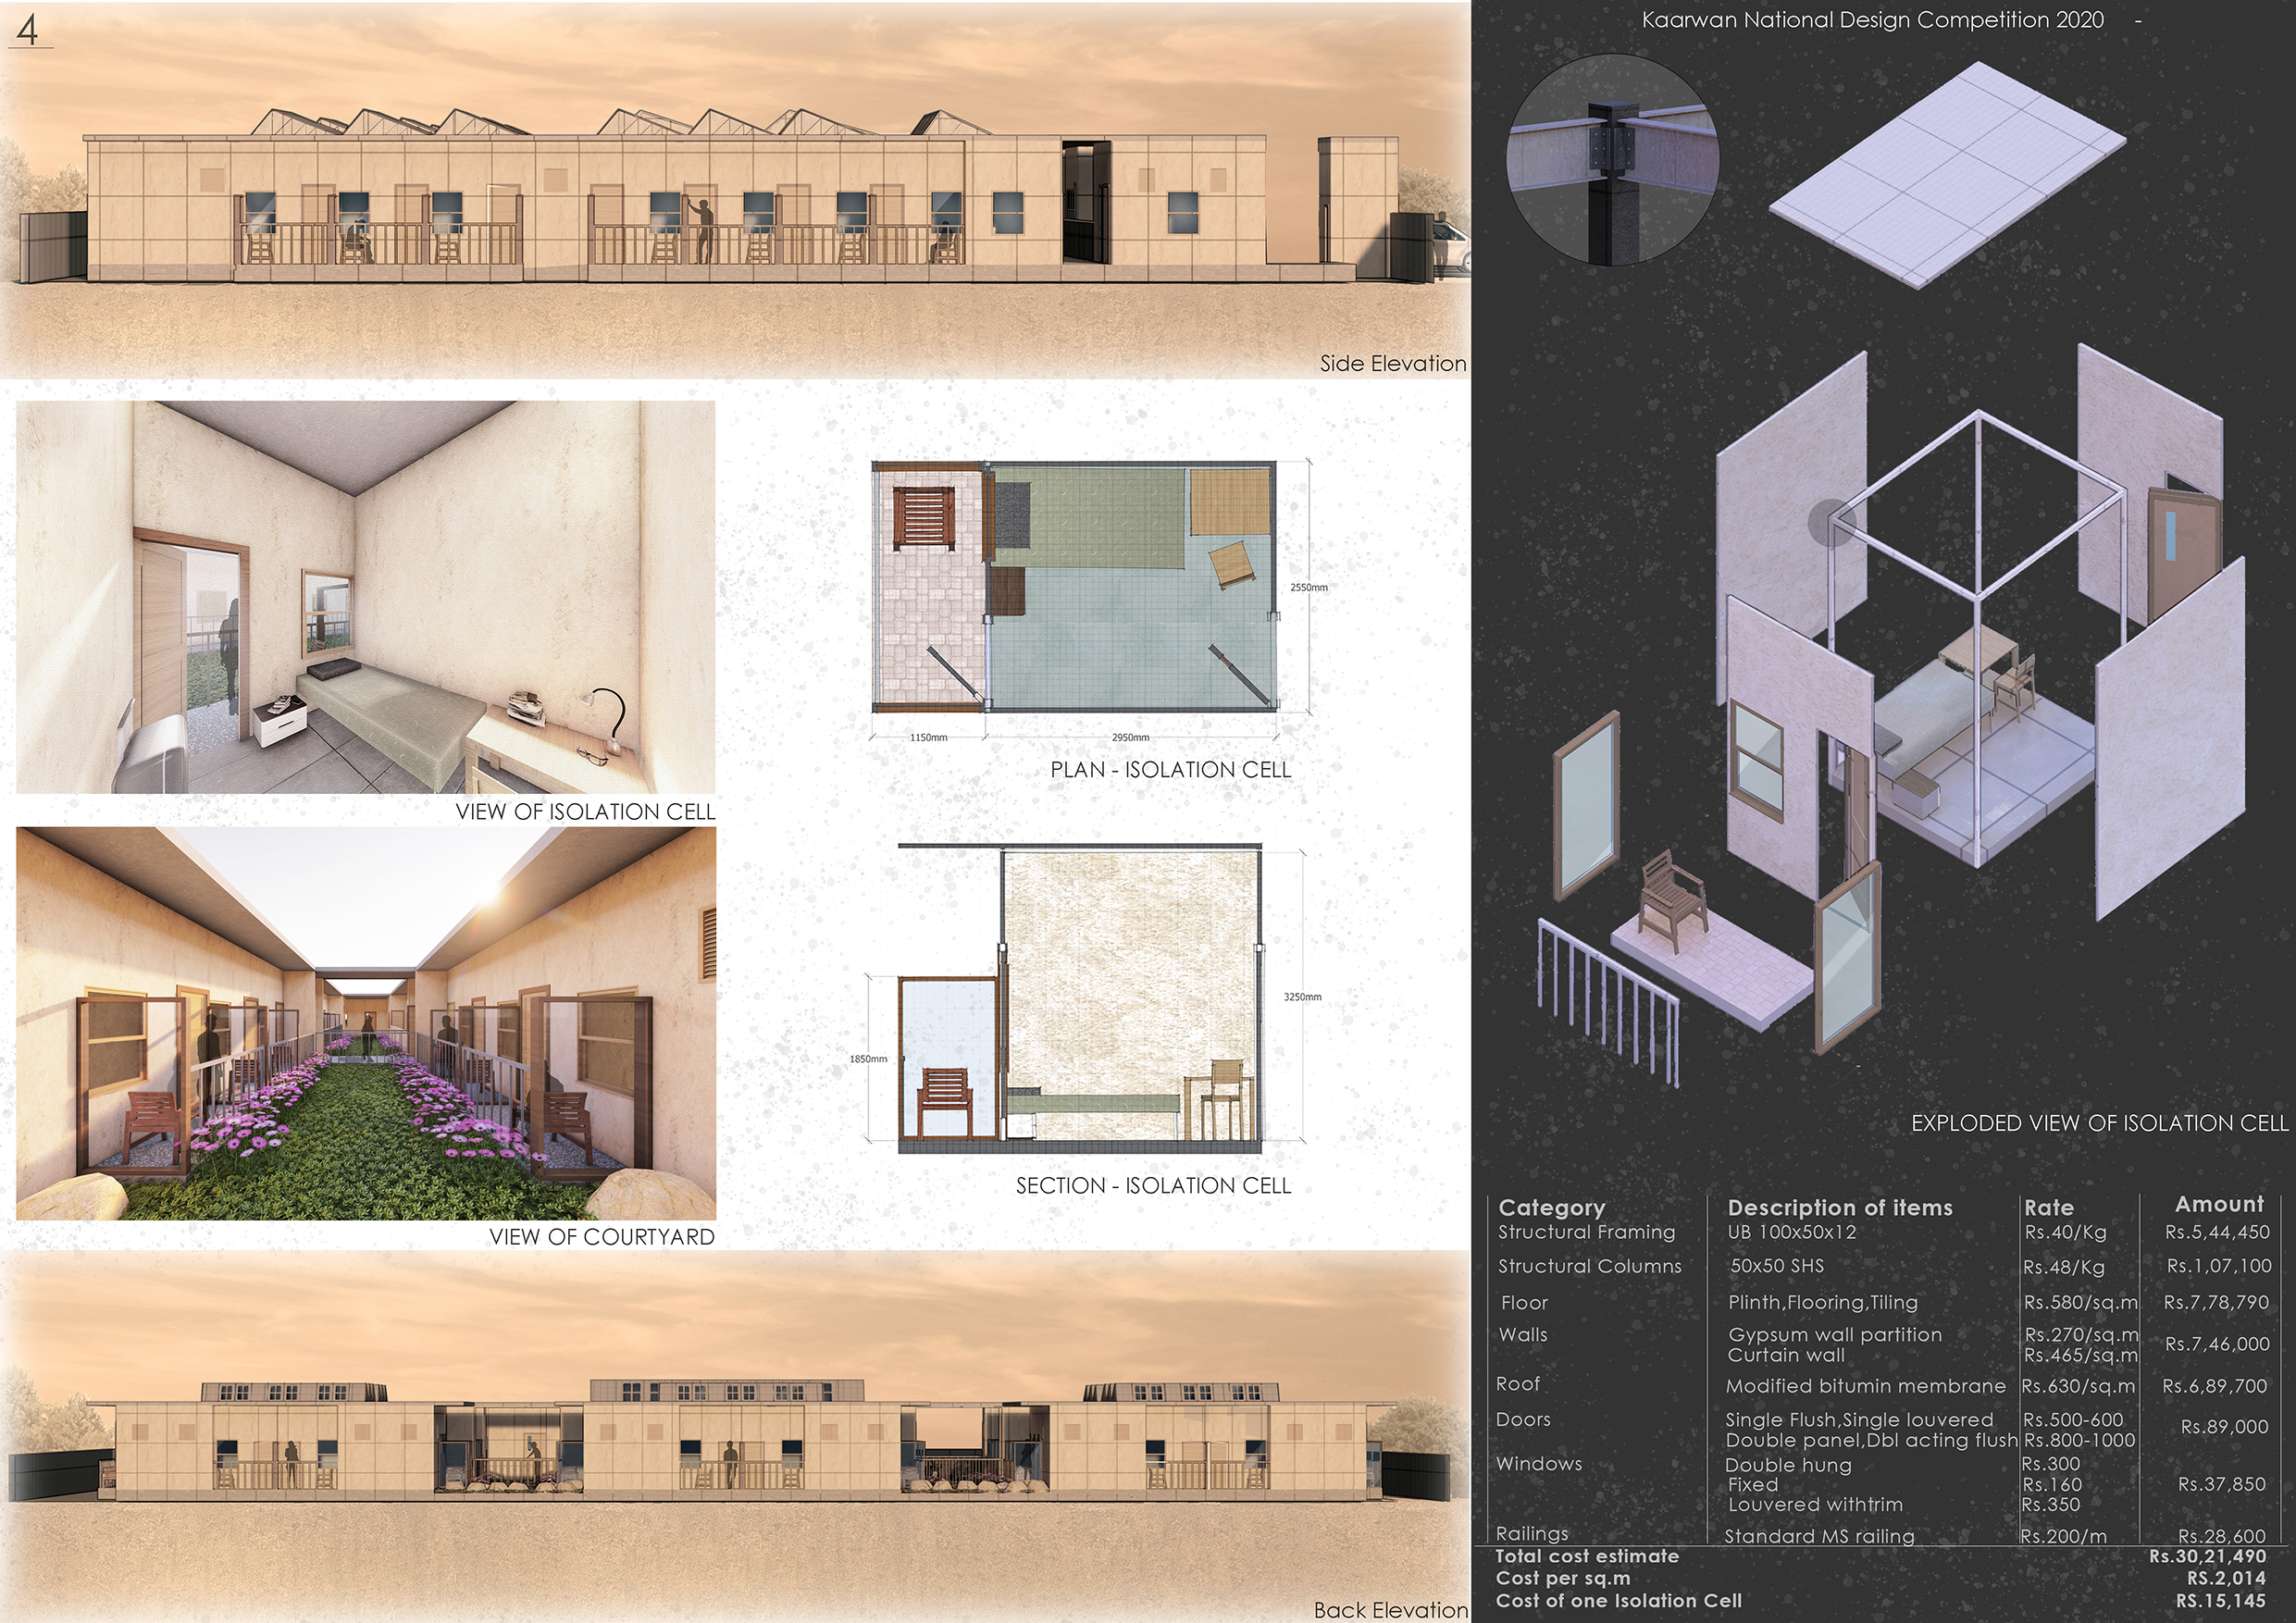 4
Side Elevation
VIEW OF ISOLATION CELL
2550mm
1150mm
2950mm
PLAN - ISOLATION CELL
VIEW OF COURTYARD
3250mm
1850mm
SECTION - ISOLATION CELL
Back Elevation
Kaarwan National Design Competition 2020 -
EXPLODED VIEW OF ISOLATION CELL
Category Description of items Rate Amount
Structural Framing UB 100x50x12 Rs.40/Kg Rs.5,44,450
Structural Columns 50x50 SHS Rs.48/Kg Rs.1,07,100
Floor Plinth,Flooring,Tiling Rs.580/sq.m Rs.7,78,790
Walls Gypsum wall partition Rs.270/sq.m Rs.7,46,000
Curtain wall Rs.465/sq.m
Roof Modified bitumin membrane Rs.630/sq.m Rs.6,89,700
Doors Single Flush,Single louvered Rs.500-600 Rs.89,000
Double panel,Dbl acting flush Rs.800-1000
Windows Double hung Rs.300
Fixed Rs.160 Rs.37,850
Louvered withtrim Rs.350
Railings Standard MS railing Rs.200/m Rs.28,600
Total cost estimate Rs.30,21,490
Cost per sq.m RS.2,014
Cost of one Isolation Cell RS.15,145